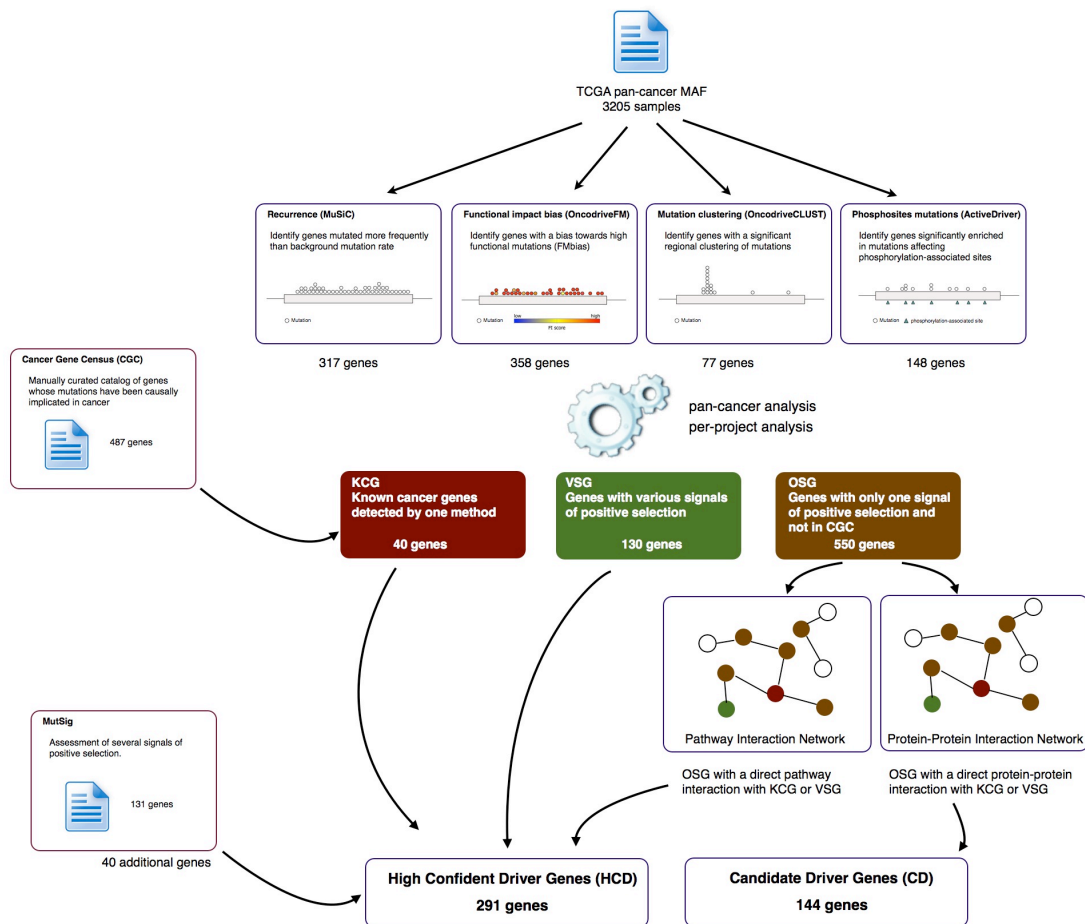 TCGA pan-cancer MAF
3205 samples
Recurrence (MuSiC)
Identify genes mutated more frequently
than background mutation rate
Mutation
317 genes
Functional impact bias (OncodriveFM)
Identify genes with a bias towards high
functional mutations (FMbias)
Mutation
low
high
FI score
358 genes
Mutation clustering (OncodriveCLUST)
Identify genes with a significant
regional clustering of mutations
Mutation
77 genes
Phosphosites mutations (ActiveDriver)
Identify genes significantly enriched
in mutations affecting
phosphorylation-associated sites
Mutation
phosphorylation-associated site
148 genes
Cancer Gene Census (CGC)
Manually curated catalog of genes
whose mutations have been causally
implicated in cancer
487 genes
pan-cancer analysis
per-project analysis
KCG
Known cancer genes
detected by one method
40 genes
VSG
Genes with various signals
of positive selection
130 genes
OSG
Genes with only one signal
of positive selection and
not in CGC
550 genes
Pathway Interaction Network
Protein-Protein Interaction Network
OSG with a direct pathway
interaction with KCG or VSG
OSG with a direct protein-protein
interaction with KCG or VSG
MutSig
Assessment of several signals of
positive selection.
131 genes
40 additional genes
High Confident Driver Genes (HCD)
291 genes
Candidate Driver Genes (CD)
144 genes